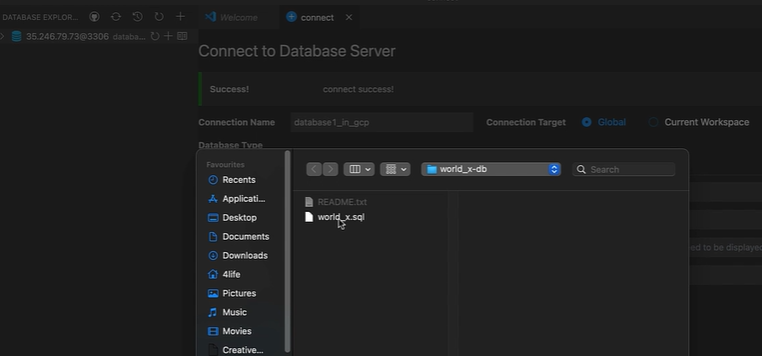 DATABASE EXPLOR...
Welcome
connect
35.246.79.73@3306 databa...
Connect to Database Server
Success! connect success!
Connection Name database1_in_gcp Connection Target Global Current Workspace
Database Type
Favourites
world_x-db
Search
Recents
Applicati...
Desktop
Documents
Downloads
4life
Pictures
Music
Movies
Creative...
README.txt
world_x.sql
ed to be displayed